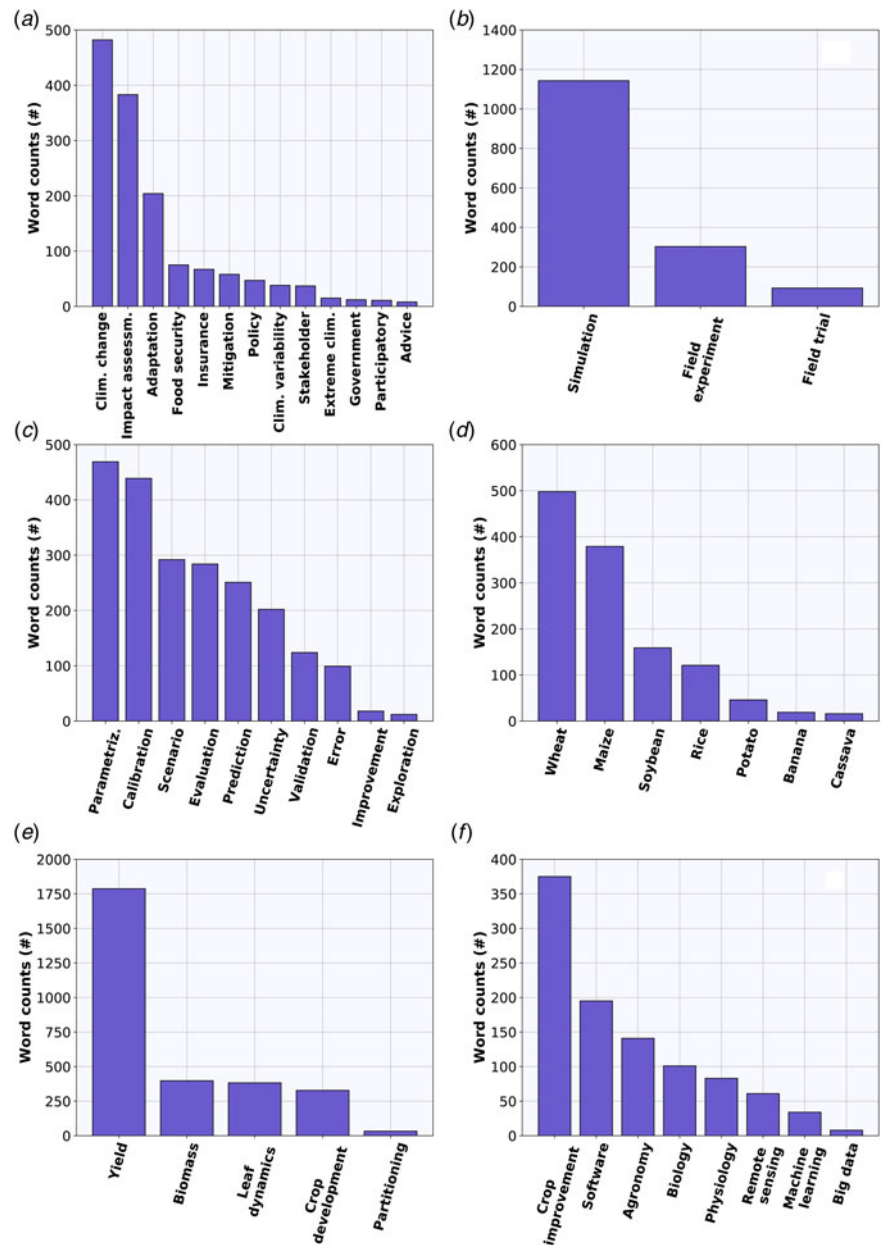 (a)
Word counts (#)
500
400
300
200
100
0
Clim. change
Impact assessm.
Adaptation
Food security
Insurance
Mitigation
Policy
Clim. variability
Stakeholder
Extreme clim.
Government
Participatory
Advice
(b)
Word counts (#)
1400
1200
1000
800
600
400
200
0
Simulation
Field
experiment
Field trial
(c)
Word counts (#)
500
400
300
200
100
0
Parametriz.
Calibration
Scenario
Evaluation
Prediction
Uncertainty
Validation
Error
Improvement
Exploration
(d)
Word counts (#)
600
500
400
300
200
100
0
Wheat
Maize
Soybean
Rice
Potato
Banana
Cassava
(e)
Word counts (#)
2000
1750
1500
1250
1000
750
500
250
0
Yield
Biomass
Leaf
dynamics
Crop
development
Partitioning
(f)
Word counts (#)
400
350
300
250
200
150
100
50
0
Crop
improvement
Software
Agronomy
Biology
Physiology
Remote
sensing
Machine
learning
Big data